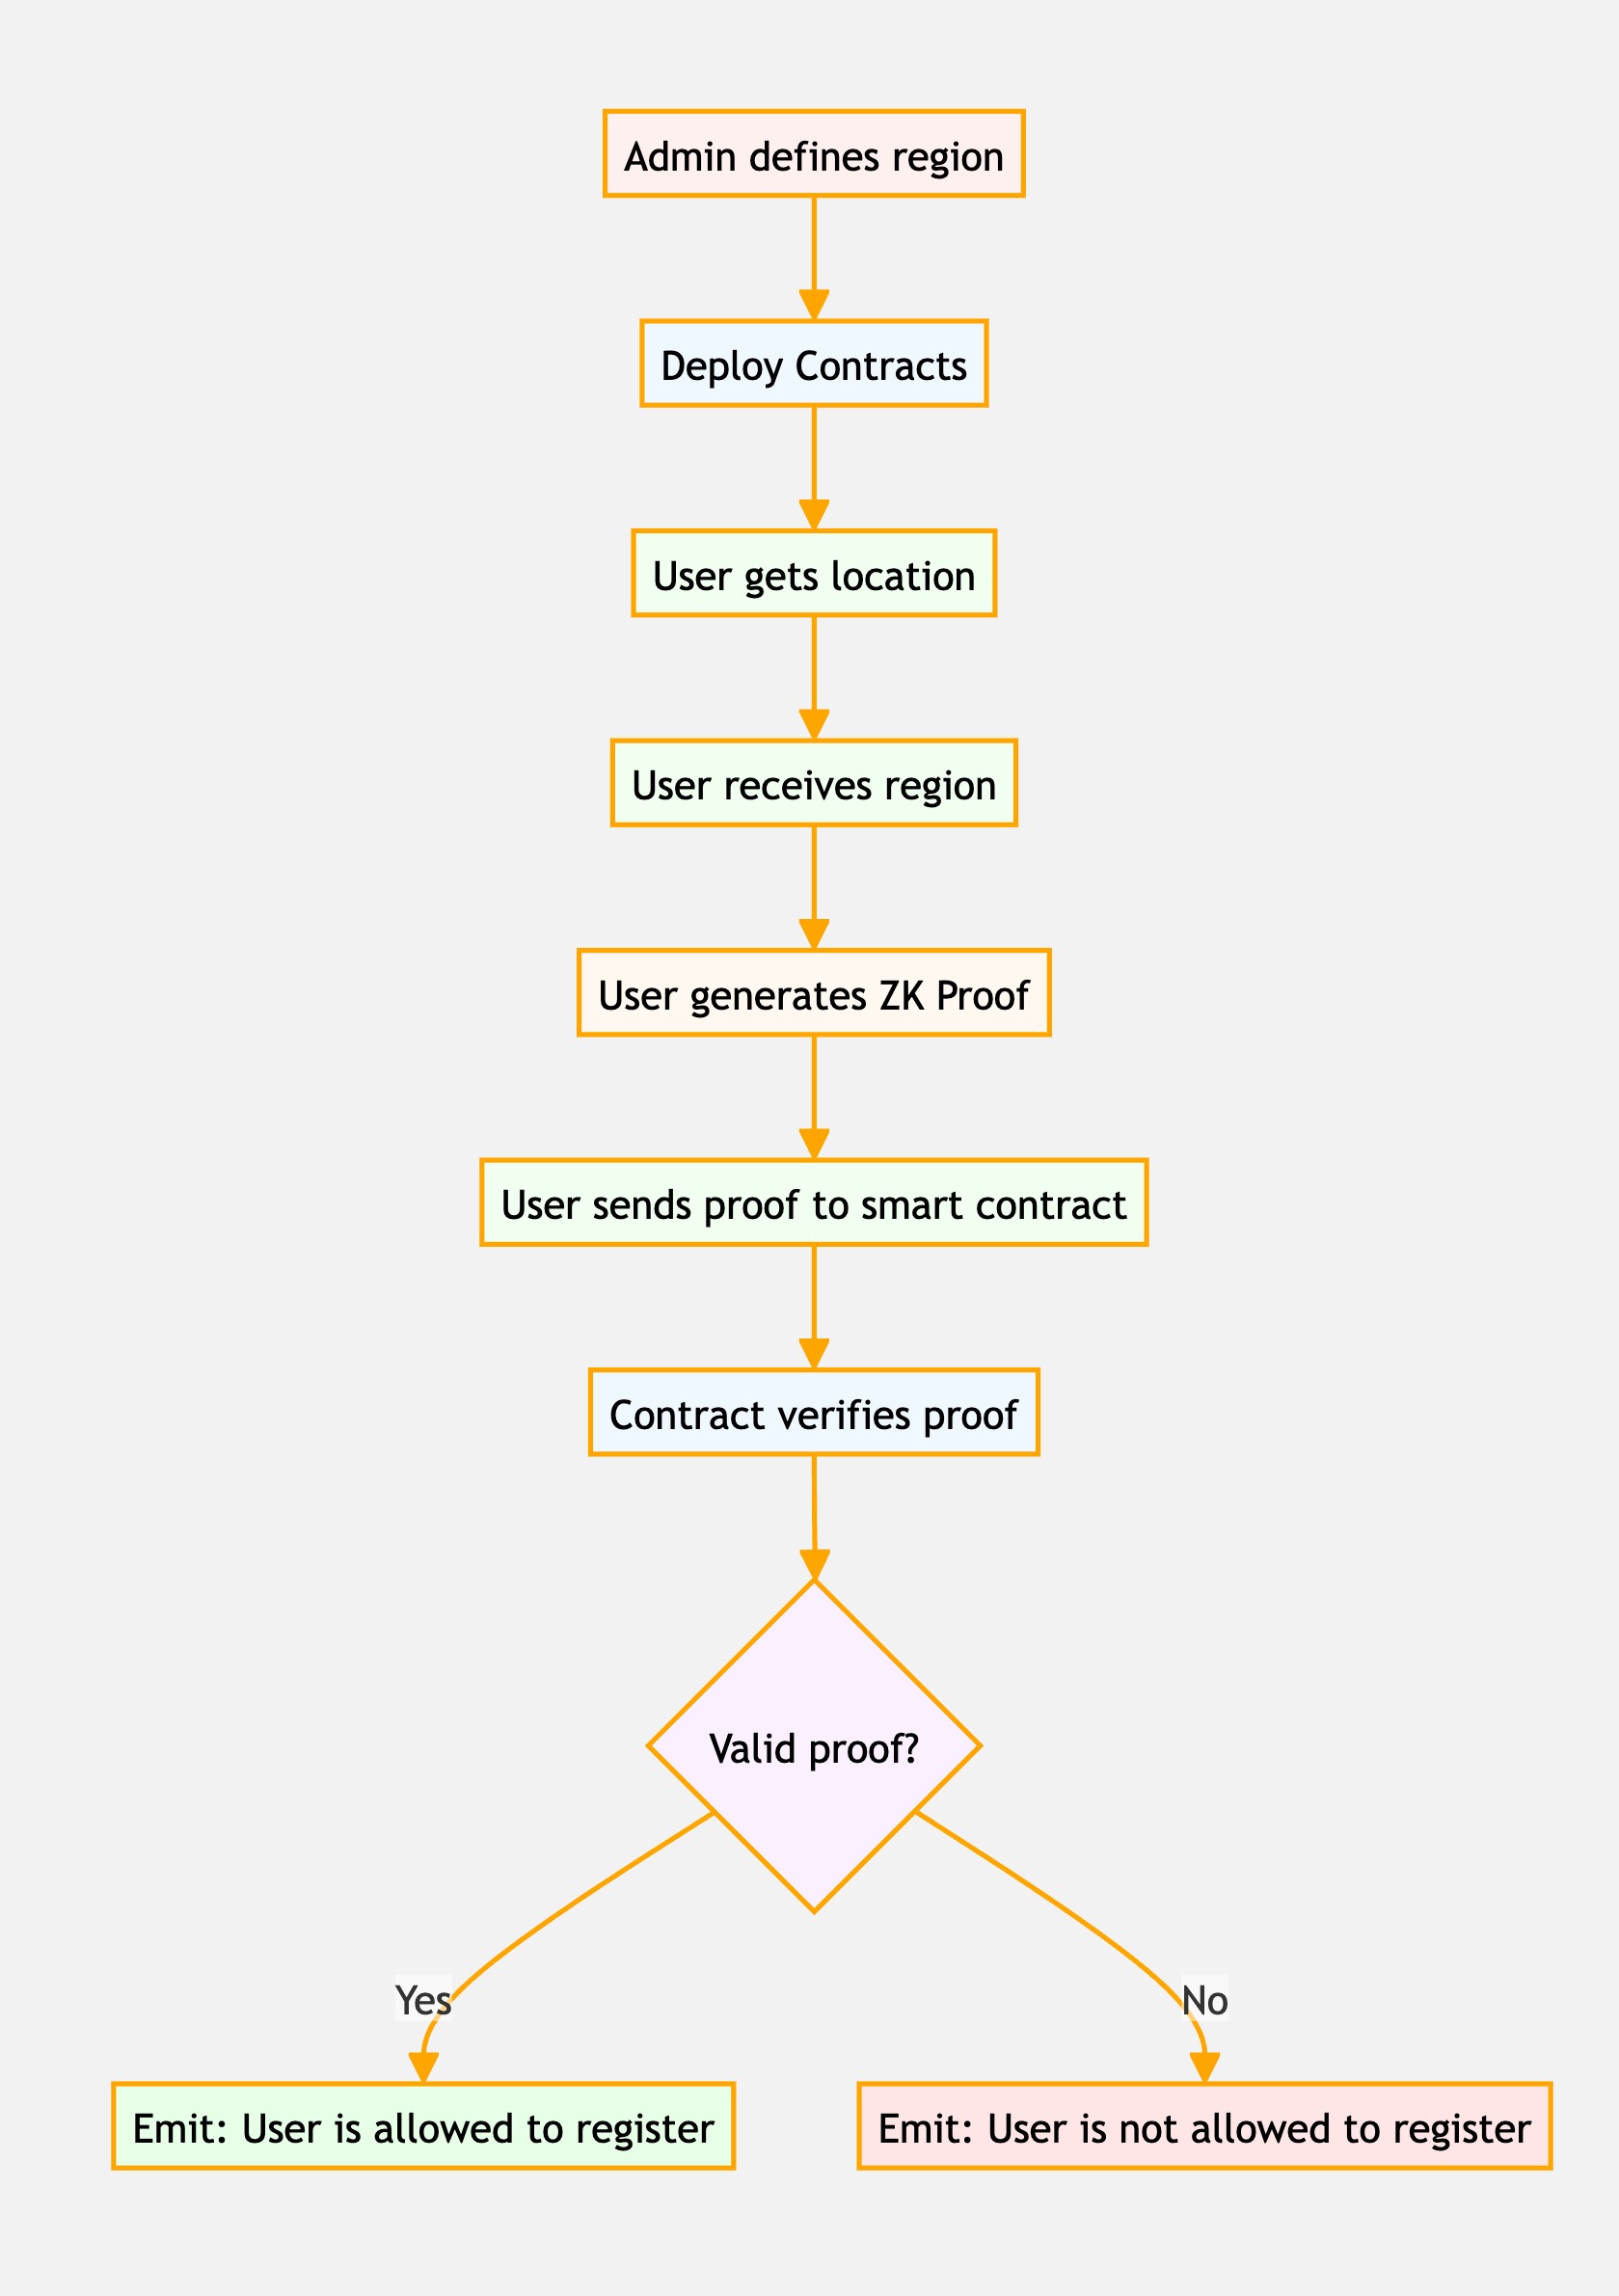 Admin defines region
Deploy Contracts
User gets location
User receives region
User generates ZK Proof
User sends proof to smart contract
Contract verifies proof
Valid proof?
Yes
No
Emit: User is allowed to register
Emit: User is not allowed to register